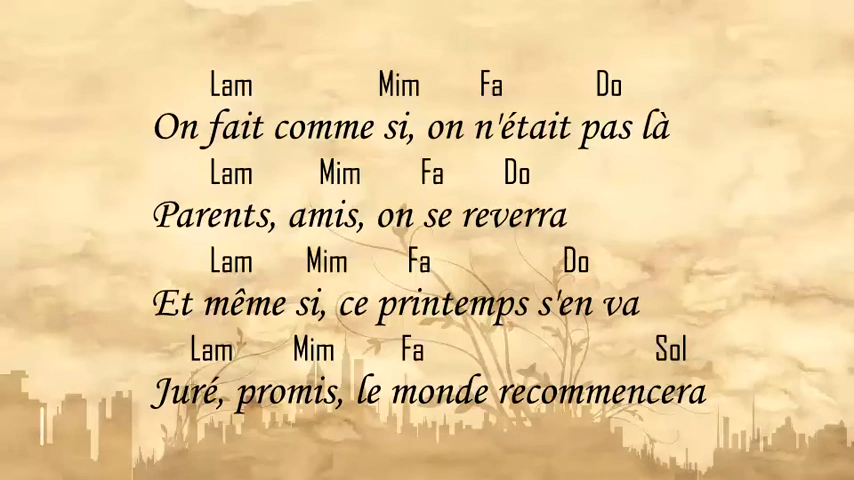 Lam Mim Fa Do
On fait comme si, on n'était pas là
Lam Mim Fa Do
Parents, amis, on se reverra
Lam Mim Fa Do
Et même si, ce printemps s'en va
Lam Mim Fa Sol
Juré, promis, le monde recommencera